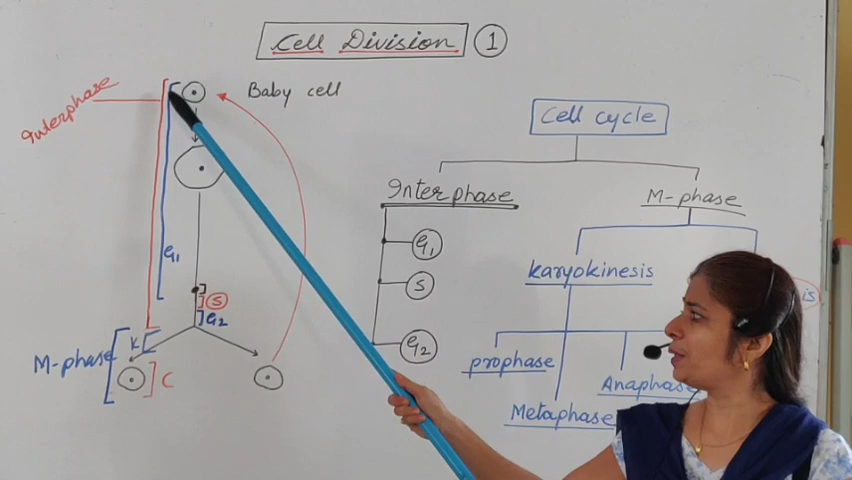 Cell Division 1
Interphase
Baby cell
Cell cycle
Interphase
M-phase
G1
S
G2
Karyokinesis
is
prophase
Anaphase
Metaphase
G1
S
G2
M-phase
K
C